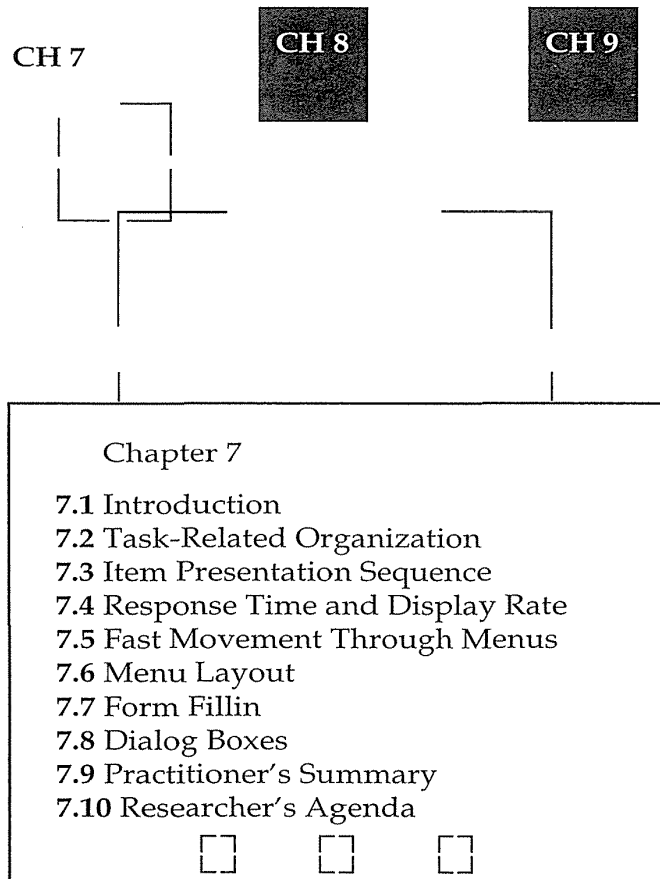 CH 7
CH 8
CH 9
Chapter 7
7.1 Introduction
7.2 Task-Related Organization
7.3 Item Presentation Sequence
7.4 Response Time and Display Rate
7.5 Fast Movement Through Menus
7.6 Menu Layout
7.7 Form Fillin
7.8 Dialog Boxes
7.9 Practitioner's Summary
7.10 Researcher's Agenda